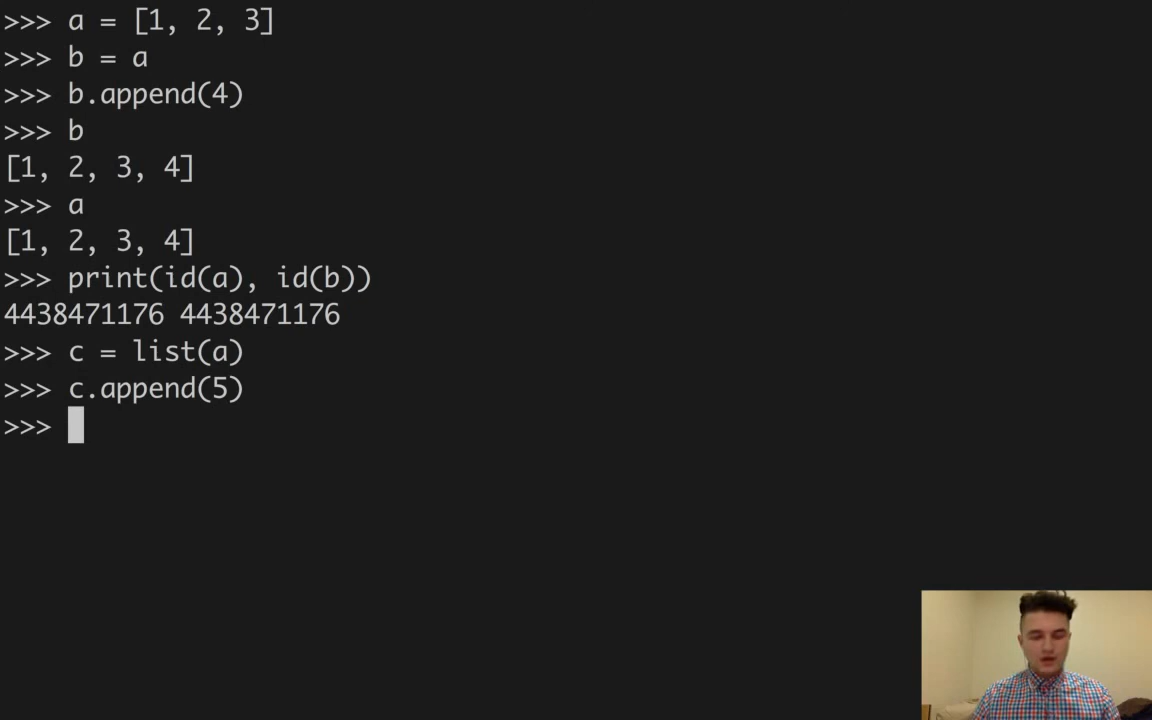 >>> a = [1, 2, 3]
>>> b = a
>>> b.append(4)
>>> b
[1, 2, 3, 4]
>>> a
[1, 2, 3, 4]
>>> print(id(a), id(b))
4438471176 4438471176
>>> c = list(a)
>>> c.append(5)
>>>